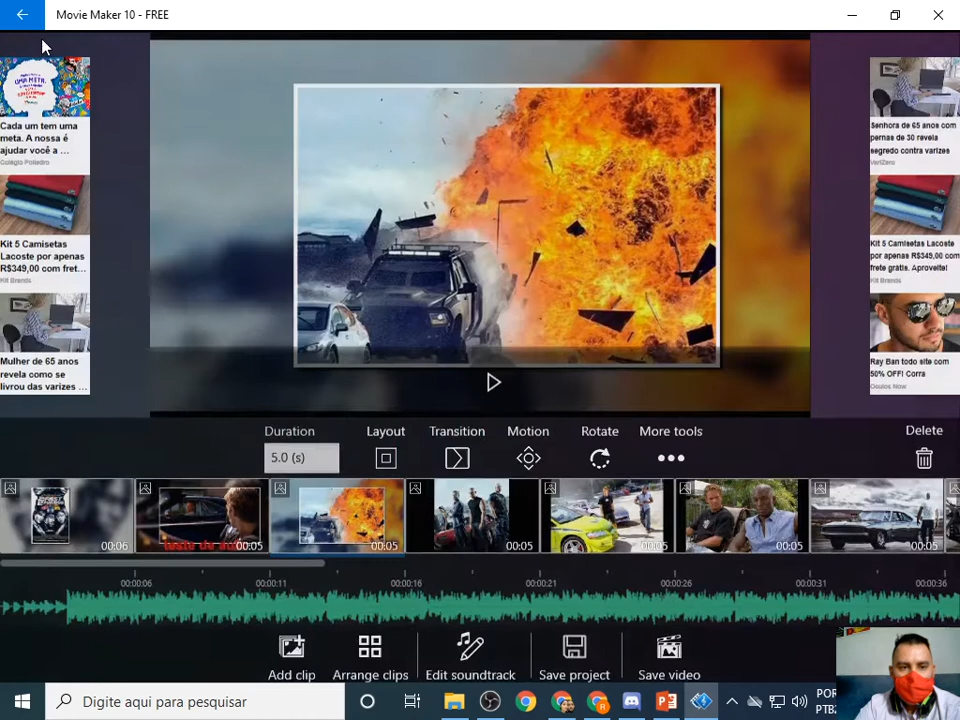 Movie Maker 10 - FREE
UMA META.
Cada um tem uma
meta. A nossa é
ajudar você a ...
Colégio Poliedro
Kit 5 Camisetas
Lacoste por apenas
R$349,00 com fret...
Kit Brands
Mulher de 65 anos
revela como se
livrou das varizes ...
Senhora de 65 anos com
pernas de 30 revela
segredo contra varizes
VariZero
Kit 5 Camisetas Lacoste
por apenas R$349,00 com
frete gratis. Aproveite!
Kit Brends
Ray Ban todo site com
50% OFF! Corra
Oculos Now
Duration
Layout
Transition
Motion
Rotate
More tools
Delete
5.0 (s)
00:06
00:05
00:05
00:05
00:05
00:05
00:05
00:00:06
00:00:11
00:00:16
00:00:21
00:00:26
00:00:31
00:00:36
Add clip
Arrange clips
Edit soundtrack
Save project
Save video
Digite aqui para pesquisar
POR
PTB2